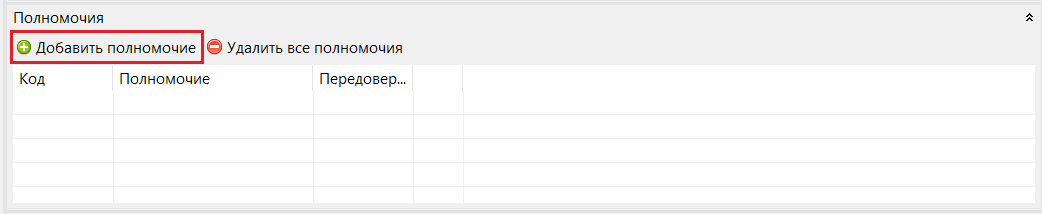 Полномочия
Добавить полномочие Удалить все полномочия
Код Полномочие Передовер...